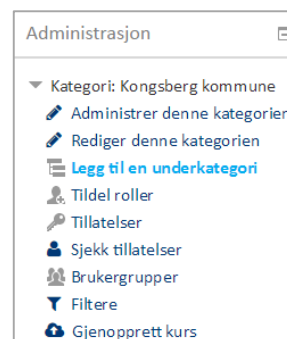 Administrasjon
Kategori: Kongsberg kommune
Administrer denne kategorien
Rediger denne kategorien
Legg til en underkategori
Tildel roller
Tillatelser
Sjekk tillatelser
Brukergrupper
Filtere
Gjenopprett kurs